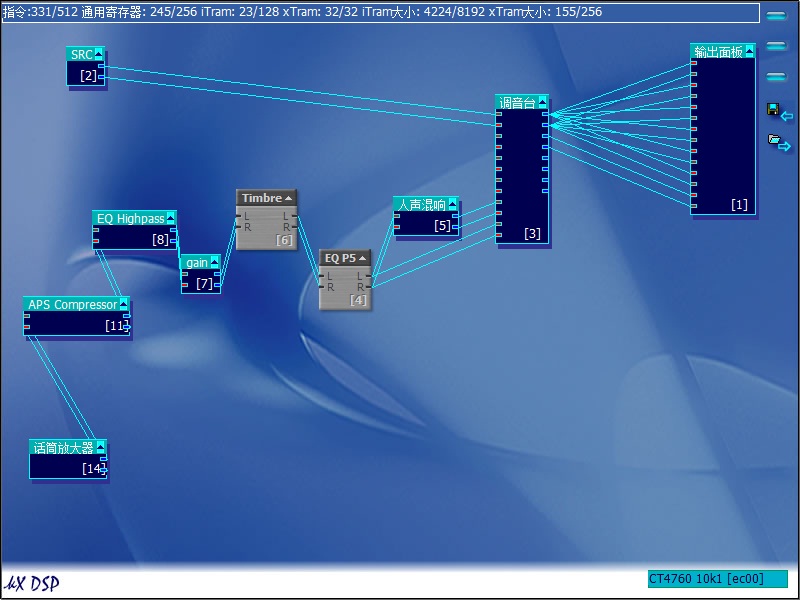 指令:331/512 通用寄存器: 245/256 iTram: 23/128 xTram: 32/32 iTram大小: 4224/8192 xTram大小: 155/256
SRC
[2]
输出面板
[1]
调音台
[3]
Timbre
L L
R R
[6]
人声混响
[5]
EQ Highpass
[8]
gain
[7]
EQ P5
L L
R R
[4]
APS Compressor
[11]
话筒放大器
[14]
μX DSP
CT4760 10k1 [ec00]